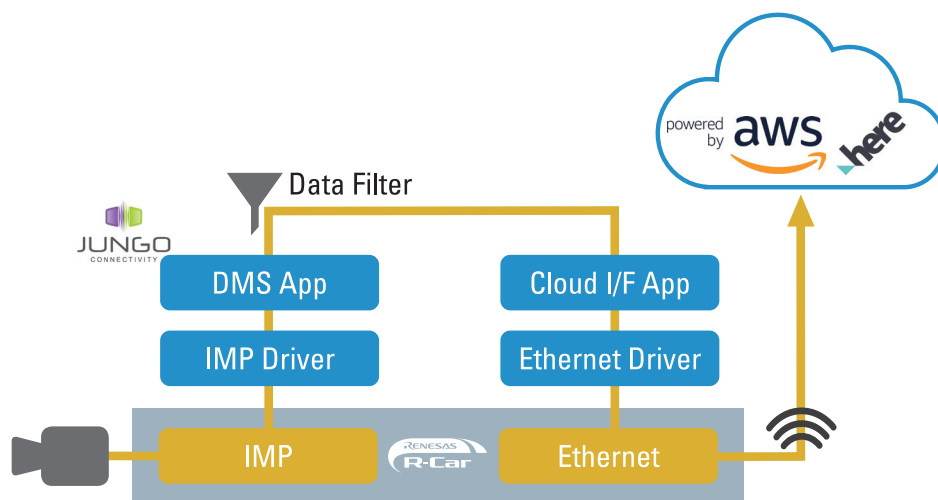 powered by aws here
Data Filter
JUNGO
CONNECTIVITY
DMS App
Cloud I/F App
IMP Driver
Ethernet Driver
IMP
RENESAS
R-Car
Ethernet